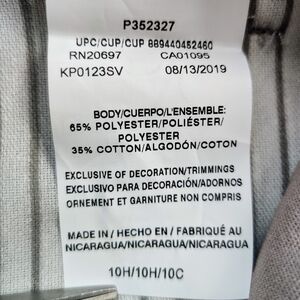 P352327
UPC/CUP/CUP 889440452460
RN20697 CA01095
KP0123SV 08/13/2019
BODY/CUERPO/L'ENSEMBLE:
65% POLYESTER/POLIÉSTER/
POLYESTER
35% COTTON/ALGODÓN/COTON
EXCLUSIVE OF DECORATION/TRIMMINGS
EXCLUSIVO PARA DECORACIÓN/ADORNOS
ORNEMENT ET GARNITURE NON COMPRIS
MADE IN / HECHO EN / FABRIQUÉ AU
NICARAGUA/NICARAGUA/NICARAGUA
10H/10H/10C